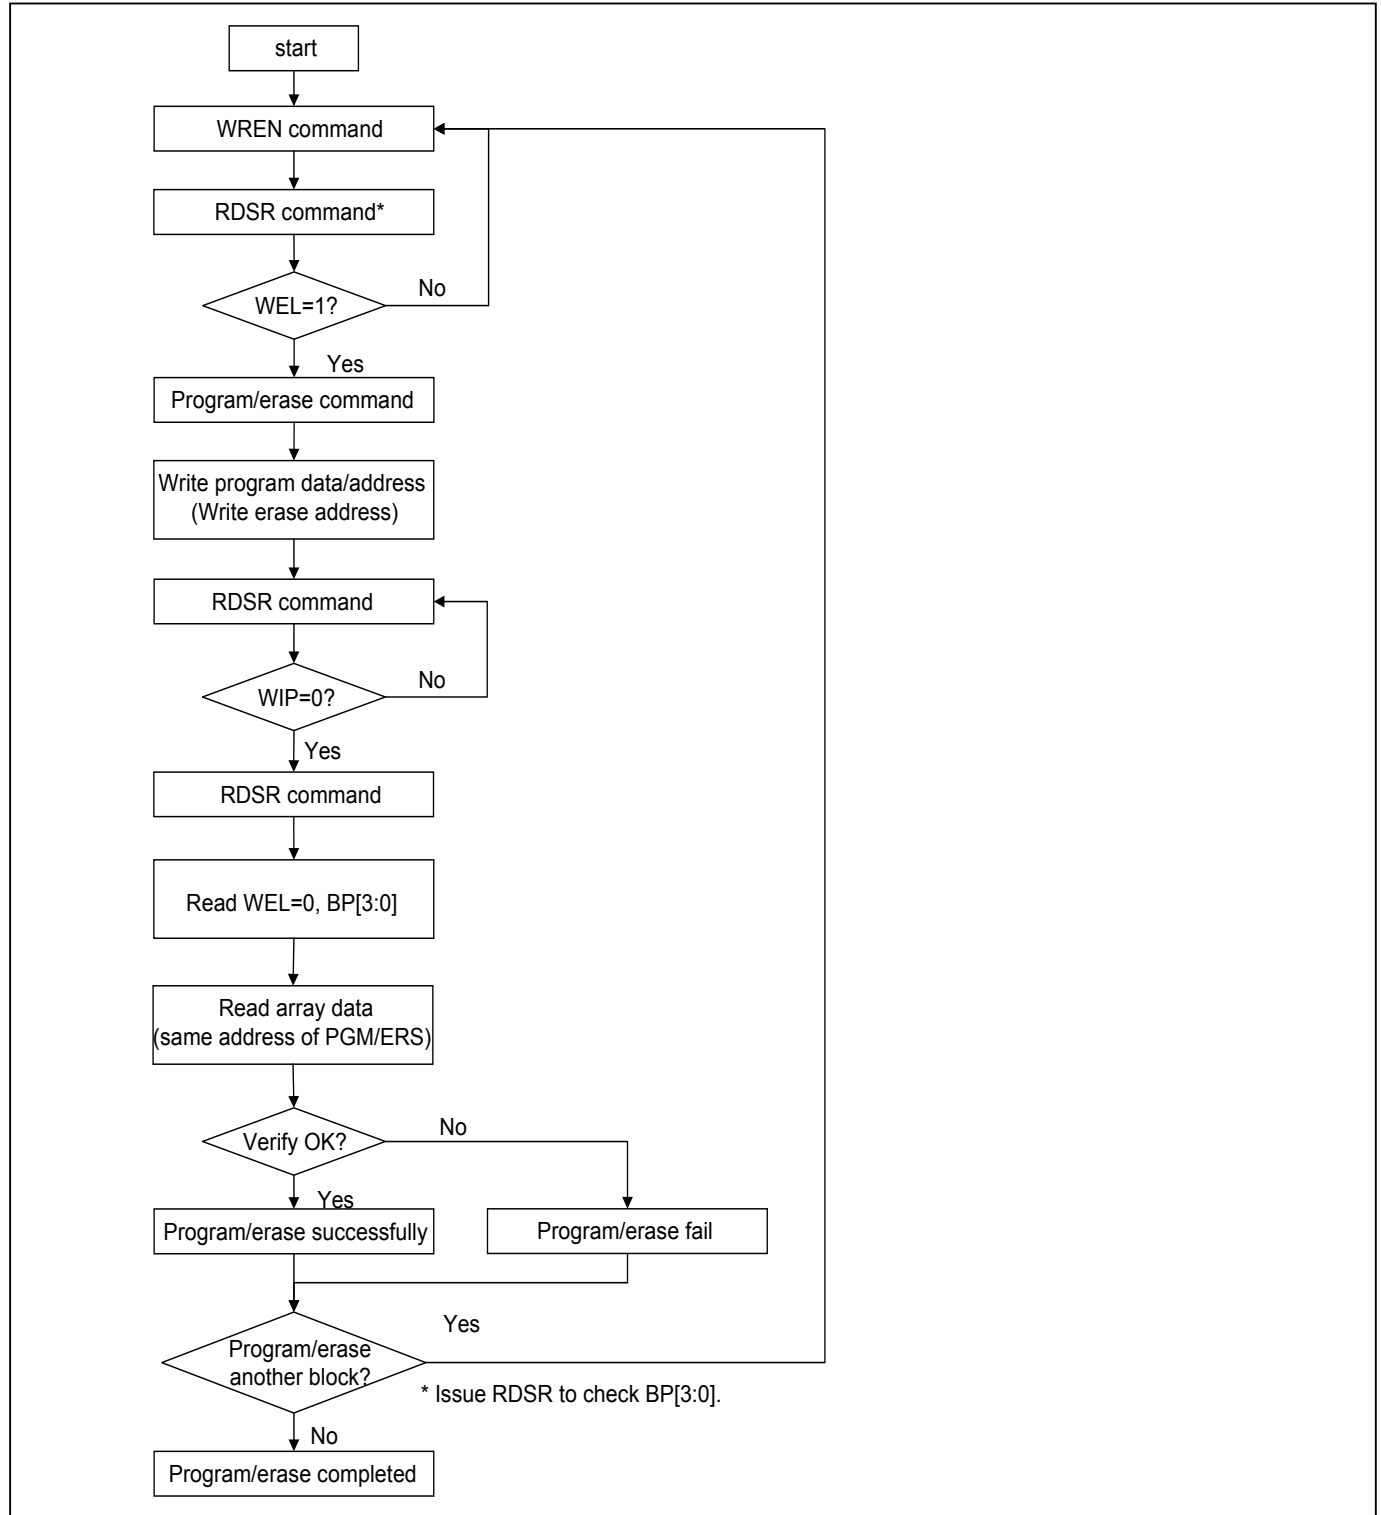 start
WREN command
RDSR command*
WEL=1?
No
Yes
Program/erase command
Write program data/address
(Write erase address)
RDSR command
WIP=0?
No
Yes
RDSR command
Read WEL=0, BP[3:0]
Read array data
(same address of PGM/ERS)
Verify OK?
No
Yes
Program/erase successfully
Program/erase fail
Yes
Program/erase
another block?
* Issue RDSR to check BP[3:0].
No
Program/erase completed